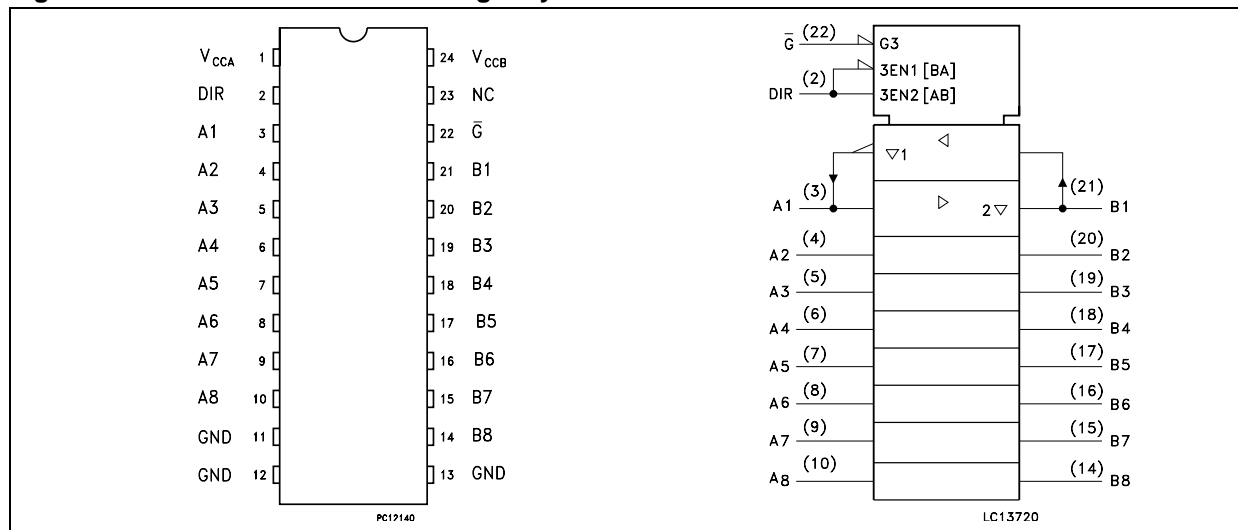 V_CCA 1 24 V_CCB
DIR 2 23 NC
A1 3 22 G̅
A2 4 21 B1
A3 5 20 B2
A4 6 19 B3
A5 7 18 B4
A6 8 17 B5
A7 9 16 B6
A8 10 15 B7
GND 11 14 B8
GND 12 13 GND
PC12140
G̅ (22) G3
3EN1 [BA]
DIR (2) 3EN2 [AB]
▽1 ◁
A1 (3) ▷ 2▽ (21) B1
A2 (4) (20) B2
A3 (5) (19) B3
A4 (6) (18) B4
A5 (7) (17) B5
A6 (8) (16) B6
A7 (9) (15) B7
A8 (10) (14) B8
LC13720